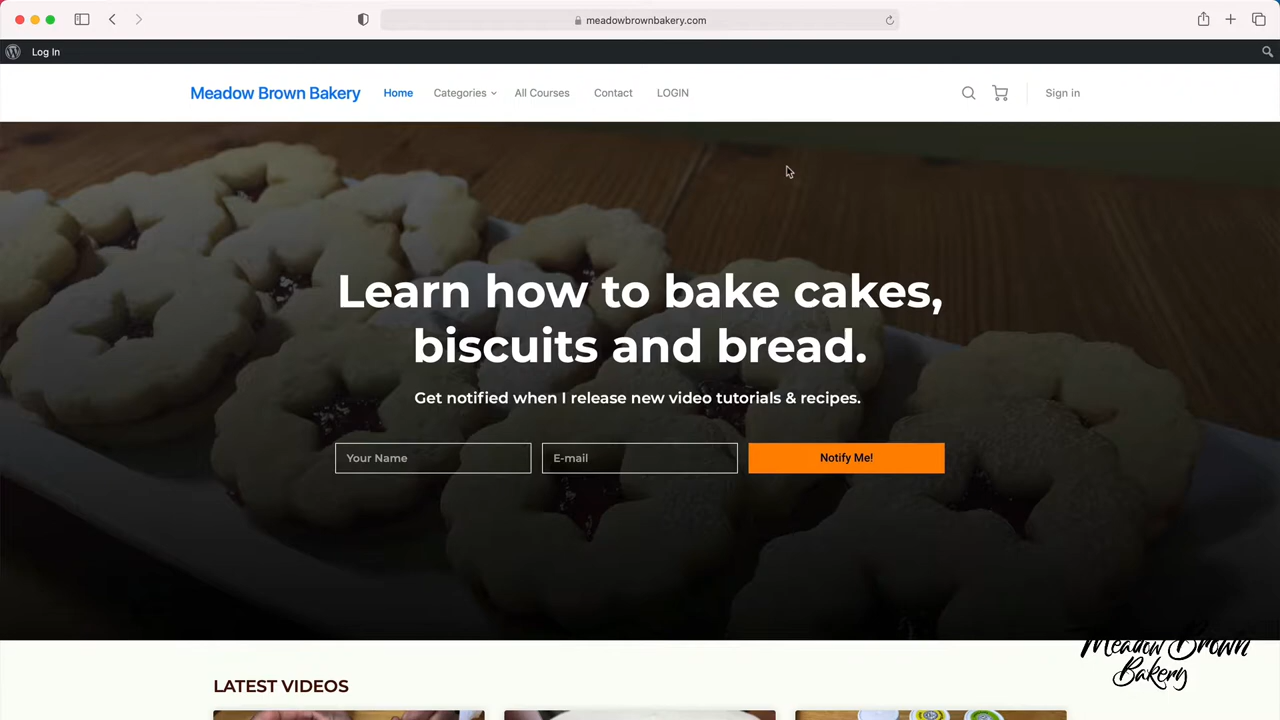 meadowbrownbakery.com
Log In
Meadow Brown Bakery Home Categories All Courses Contact LOGIN Sign in
Learn how to bake cakes,
biscuits and bread.
Get notified when I release new video tutorials & recipes.
Your Name E-mail Notify Me!
Meadow Brown
Bakery
LATEST VIDEOS